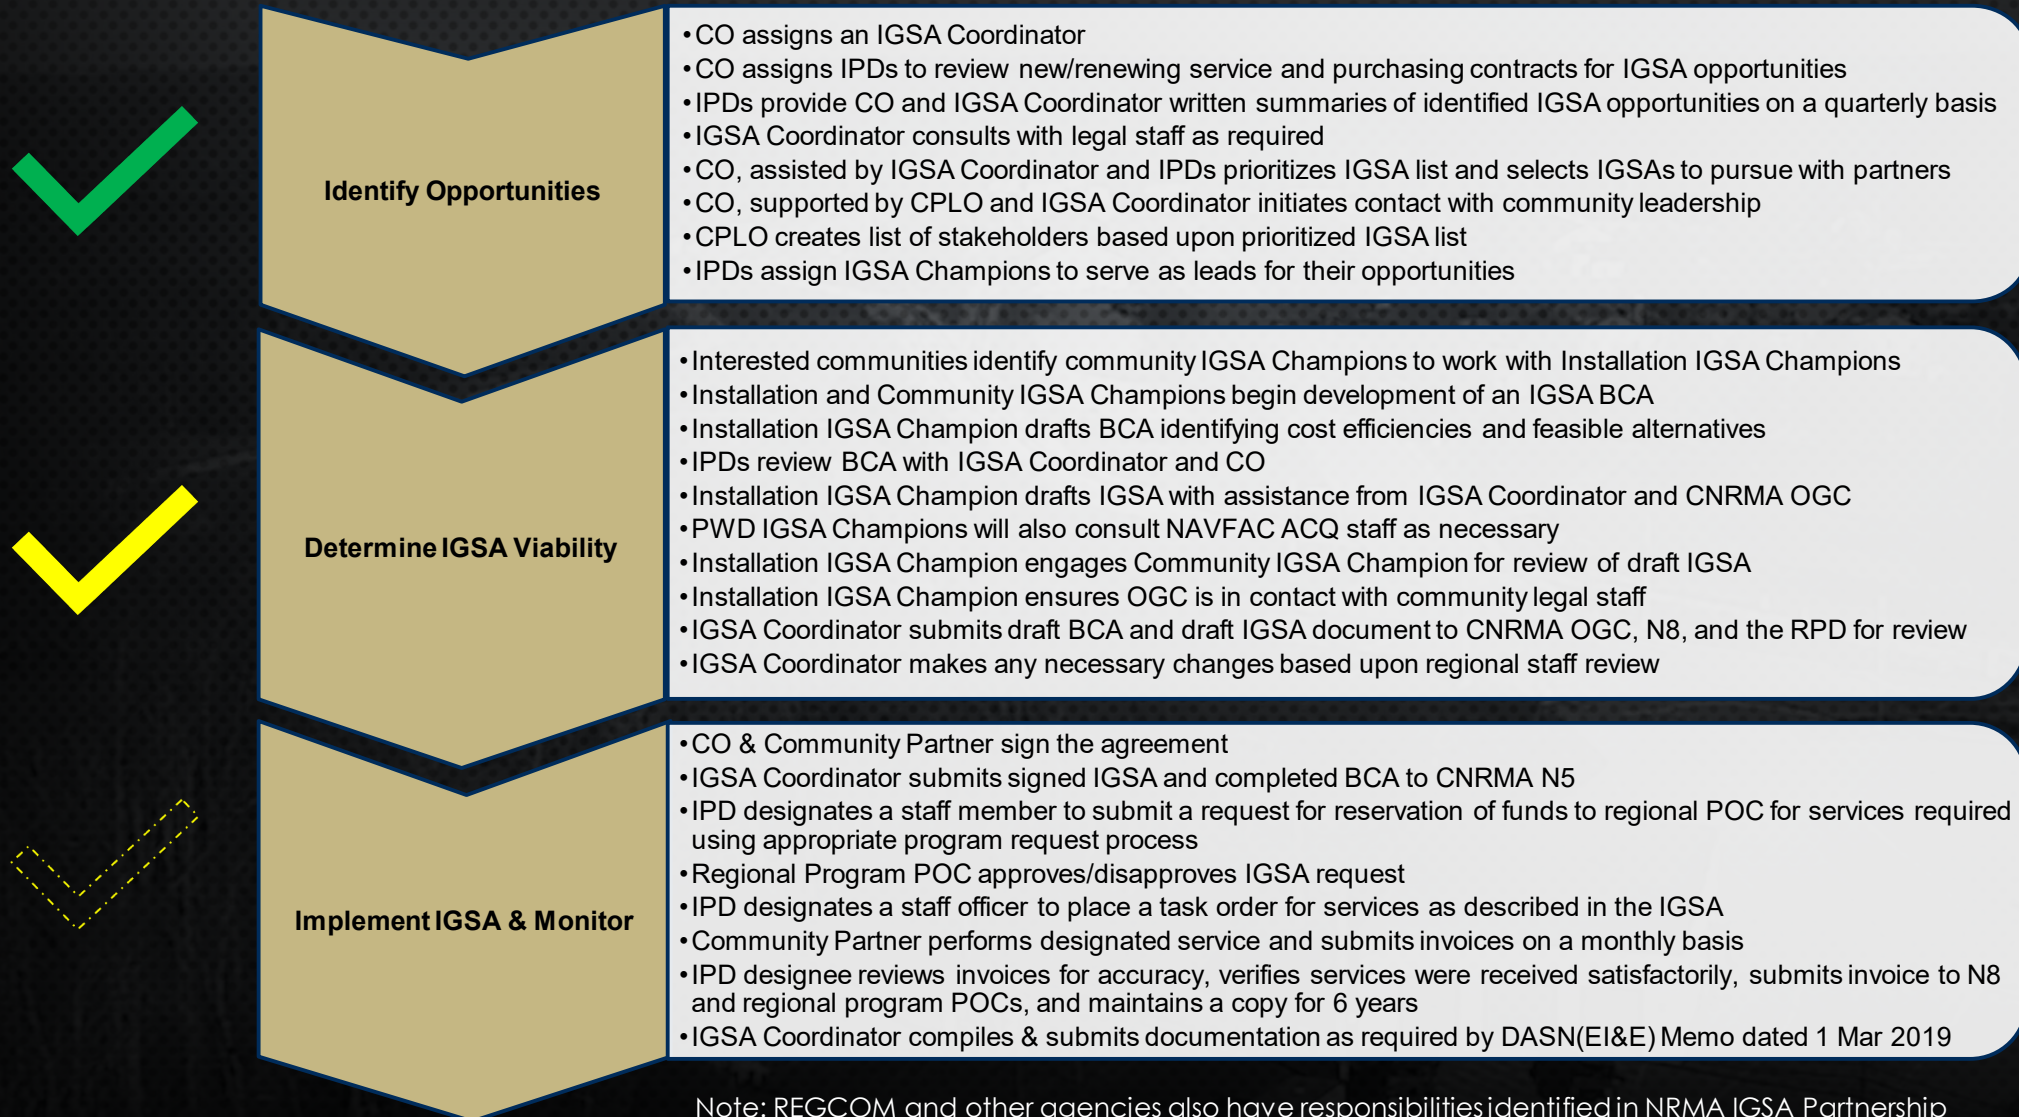 Identify Opportunities
•CO assigns an IGSA Coordinator
•CO assigns IPDs to review new/renewing service and purchasing contracts for IGSA opportunities
•IPDs provide CO and IGSA Coordinator written summaries of identified IGSA opportunities on a quarterly basis
•IGSA Coordinator consults with legal staff as required
•CO, assisted by IGSA Coordinator and IPDs prioritizes IGSA list and selects IGSAs to pursue with partners
•CO, supported by CPLO and IGSA Coordinator initiates contact with community leadership
•CPLO creates list of stakeholders based upon prioritized IGSA list
•IPDs assign IGSA Champions to serve as leads for their opportunities
Determine IGSA Viability
•Interested communities identify community IGSA Champions to work with Installation IGSA Champions
•Installation and Community IGSA Champions begin development of an IGSA BCA
•Installation IGSA Champion drafts BCA identifying cost efficiencies and feasible alternatives
•IPDs review BCA with IGSA Coordinator and CO
•Installation IGSA Champion drafts IGSA with assistance from IGSA Coordinator and CNRMA OGC
•PWD IGSA Champions will also consult NAVFAC ACQ staff as necessary
•Installation IGSA Champion engages Community IGSA Champion for review of draft IGSA
•Installation IGSA Champion ensures OGC is in contact with community legal staff
•IGSA Coordinator submits draft BCA and draft IGSA document to CNRMA OGC, N8, and the RPD for review
•IGSA Coordinator makes any necessary changes based upon regional staff review
Implement IGSA & Monitor
•CO & Community Partner sign the agreement
•IGSA Coordinator submits signed IGSA and completed BCA to CNRMA N5
•IPD designates a staff member to submit a request for reservation of funds to regional POC for services required
using appropriate program request process
•Regional Program POC approves/disapproves IGSA request
•IPD designates a staff officer to place a task order for services as described in the IGSA
•Community Partner performs designated service and submits invoices on a monthly basis
•IPD designee reviews invoices for accuracy, verifies services were received satisfactorily, submits invoice to N8
and regional program POCs, and maintains a copy for 6 years
•IGSA Coordinator compiles & submits documentation as required by DASN(EI&E) Memo dated 1 Mar 2019
Note: REGCOM and other agencies also have responsibilities identified in NRMA IGSA Partnership